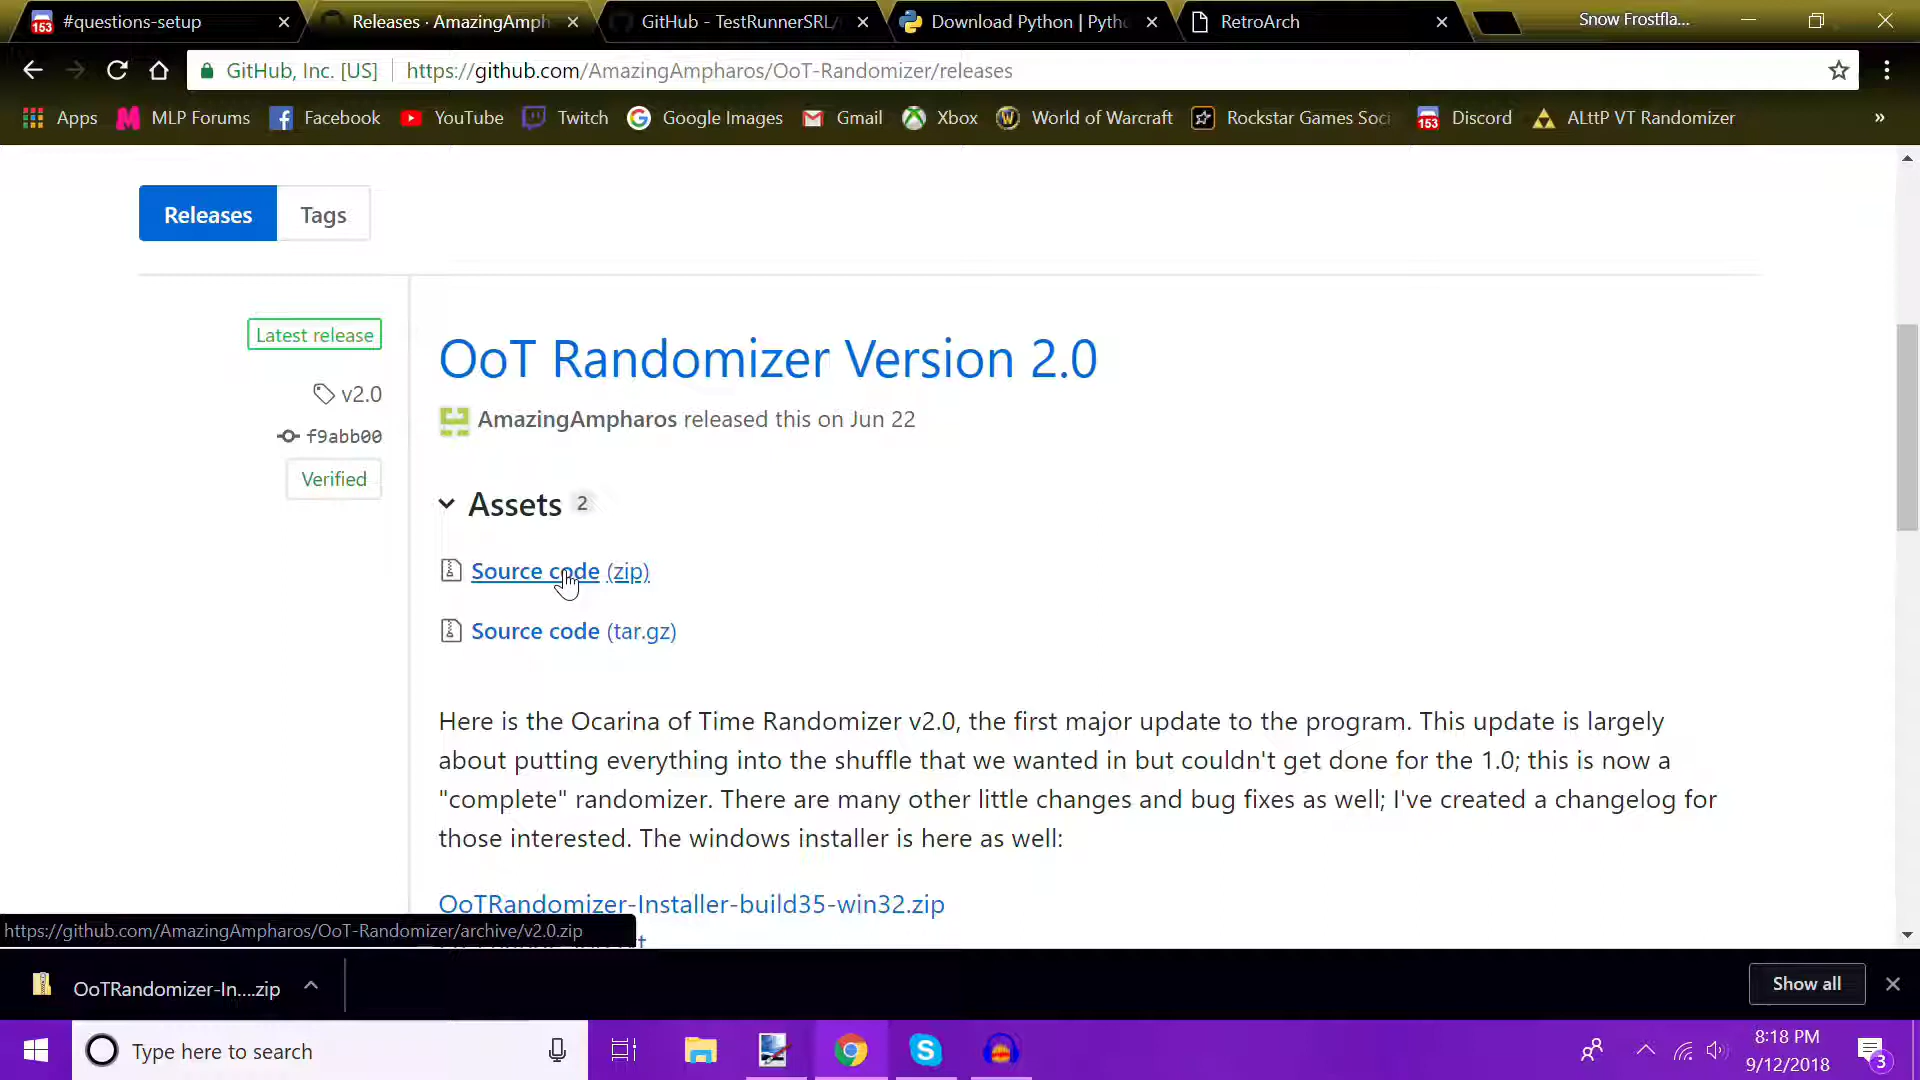 #questions-setup
Releases · AmazingAmph
GitHub - TestRunnerSRL/
Download Python | Pyth
RetroArch
Snow Frostfla...
GitHub, Inc. [US]
https://github.com/AmazingAmpharos/OoT-Randomizer/releases
Apps
MLP Forums
Facebook
YouTube
Twitch
Google Images
Gmail
Xbox
World of Warcraft
Rockstar Games Soci
153
Discord
ALttP VT Randomizer
»
Releases
Tags
Latest release
v2.0
f9abb00
Verified
OoT Randomizer Version 2.0
AmazingAmpharos released this on Jun 22
Assets 2
Source code (zip)
Source code (tar.gz)
Here is the Ocarina of Time Randomizer v2.0, the first major update to the program. This update is largely
about putting everything into the shuffle that we wanted in but couldn't get done for the 1.0; this is now a
"complete" randomizer. There are many other little changes and bug fixes as well; I've created a changelog for
those interested. The windows installer is here as well:
OoTRandomizer-Installer-build35-win32.zip
https://github.com/AmazingAmpharos/OoT-Randomizer/archive/v2.0.zip
OoTRandomizer-In....zip
Show all
Type here to search
8:18 PM
9/12/2018
3